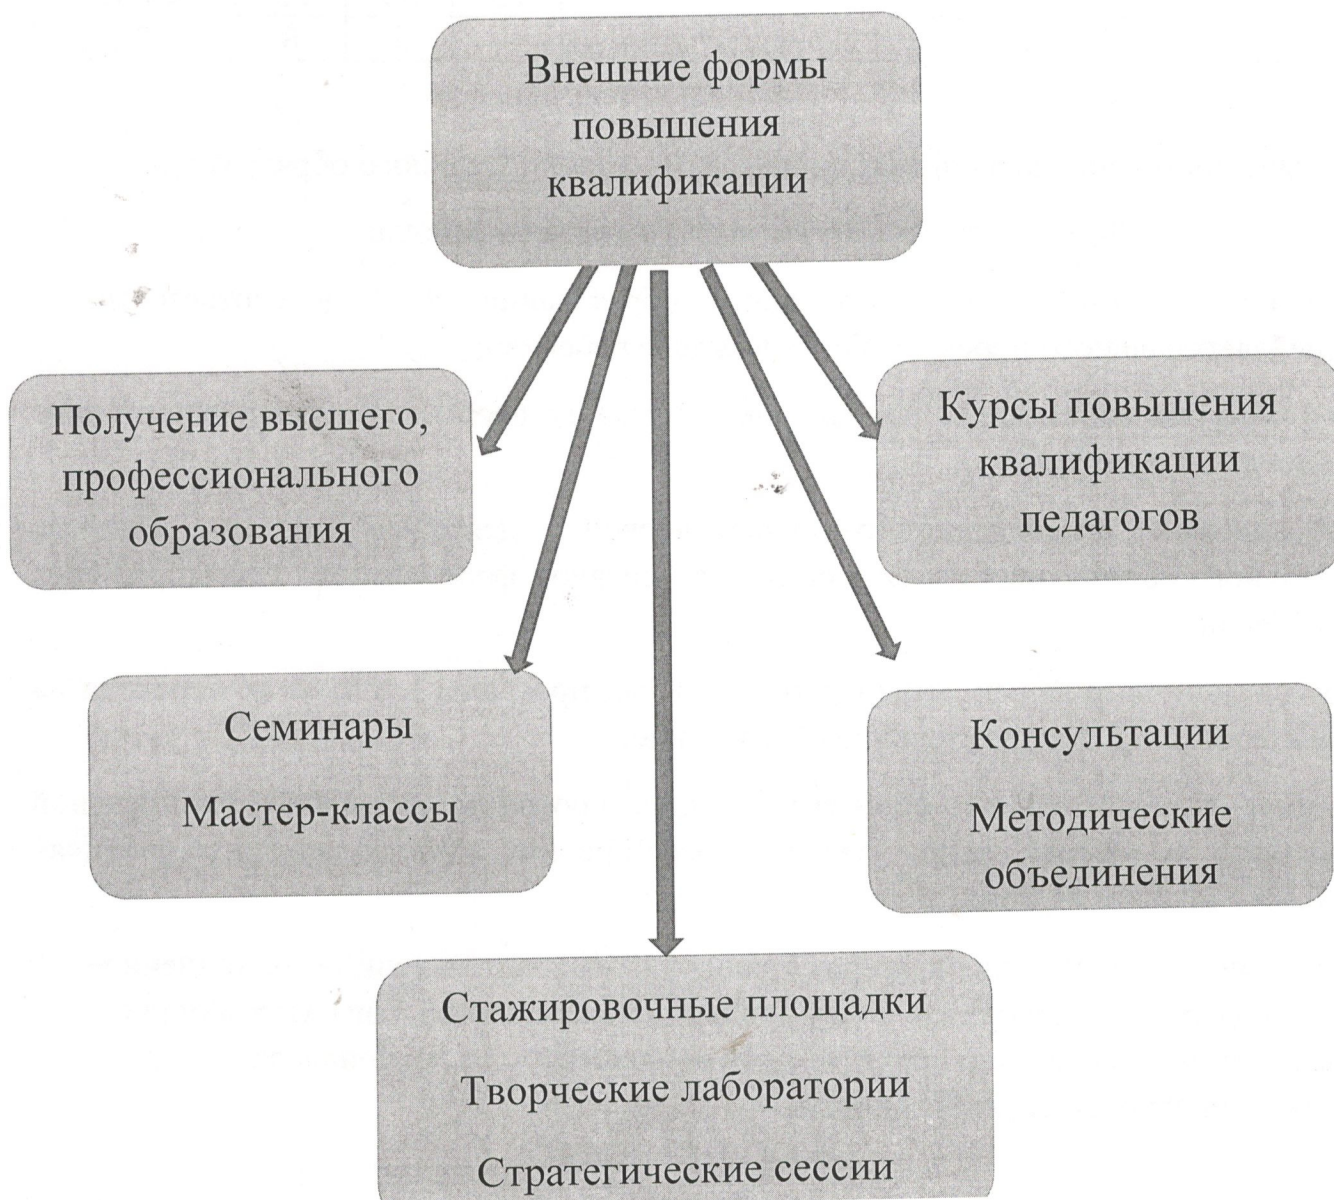 Внешние формы
повышения
квалификации
Получение высшего,
профессионального
образования
Курсы повышения
квалификации
педагогов
Семинары
Мастер-классы
Консультации
Методические
объединения
Стажировочные площадки
Творческие лаборатории
Стратегические сессии